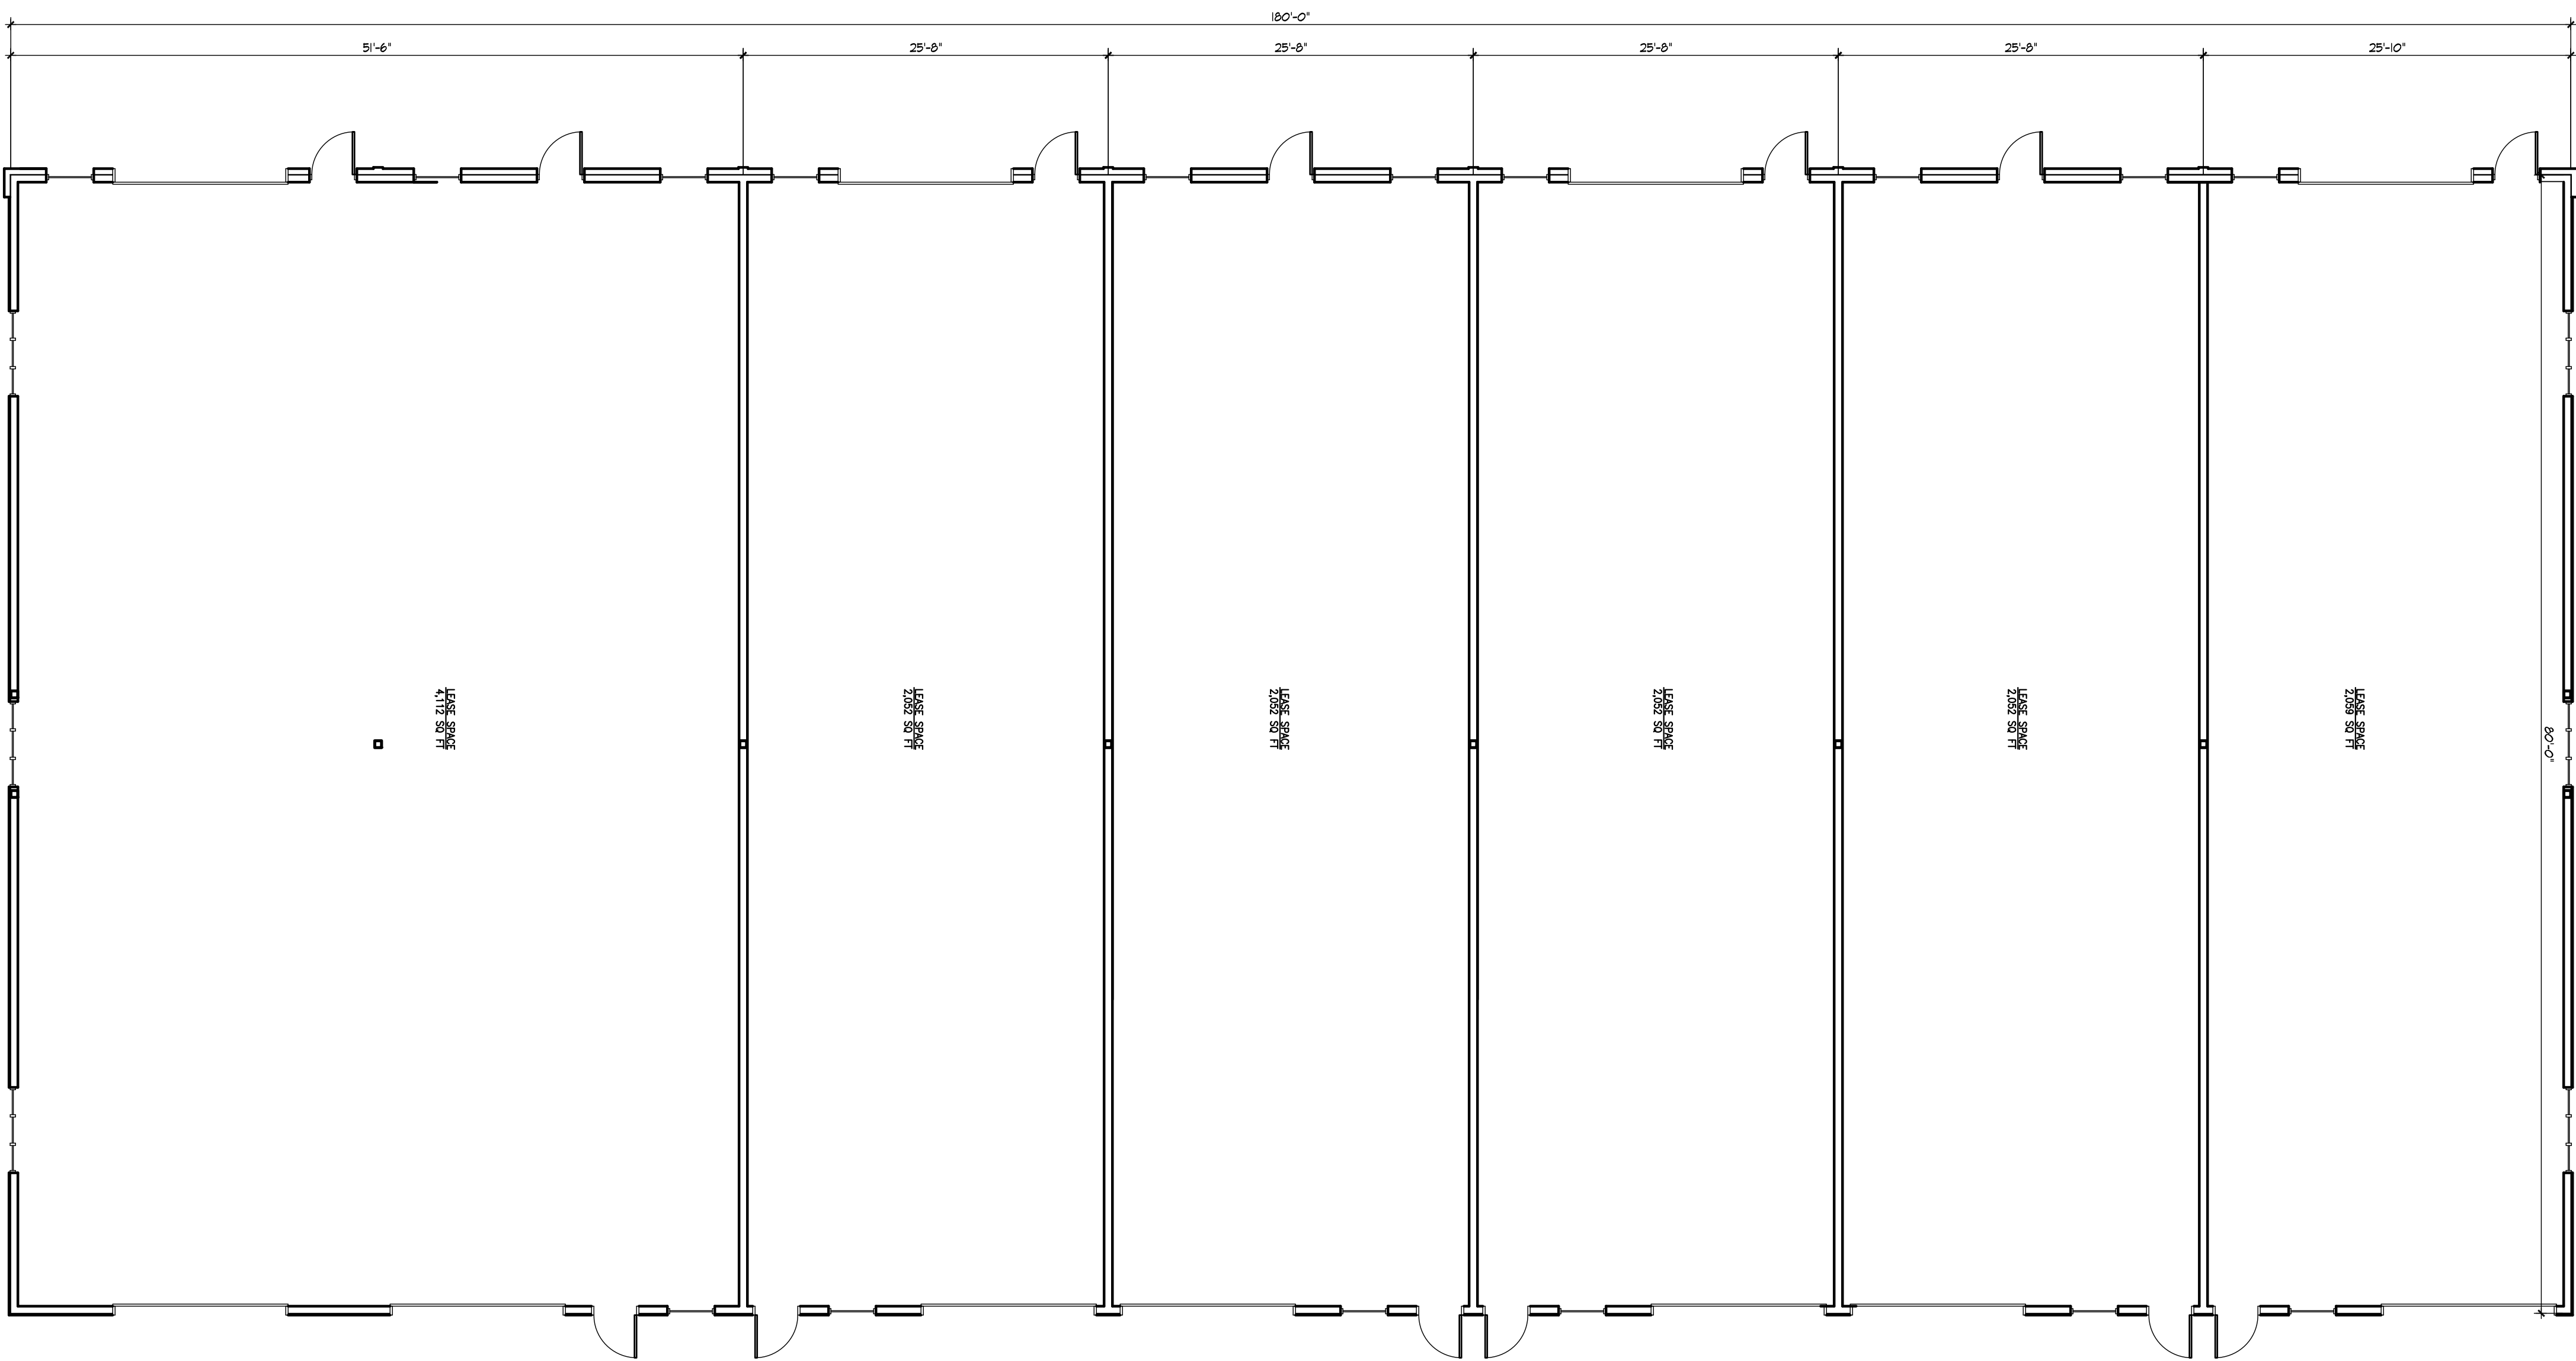 180'-0"
51'-6"
25'-8"
25'-8"
25'-8"
25'-8"
25'-10"
LEASE SPACE
4,112 SQ FT
LEASE SPACE
2,052 SQ FT
LEASE SPACE
2,052 SQ FT
LEASE SPACE
2,052 SQ FT
LEASE SPACE
2,052 SQ FT
LEASE SPACE
2,059 SQ FT
80'-0"